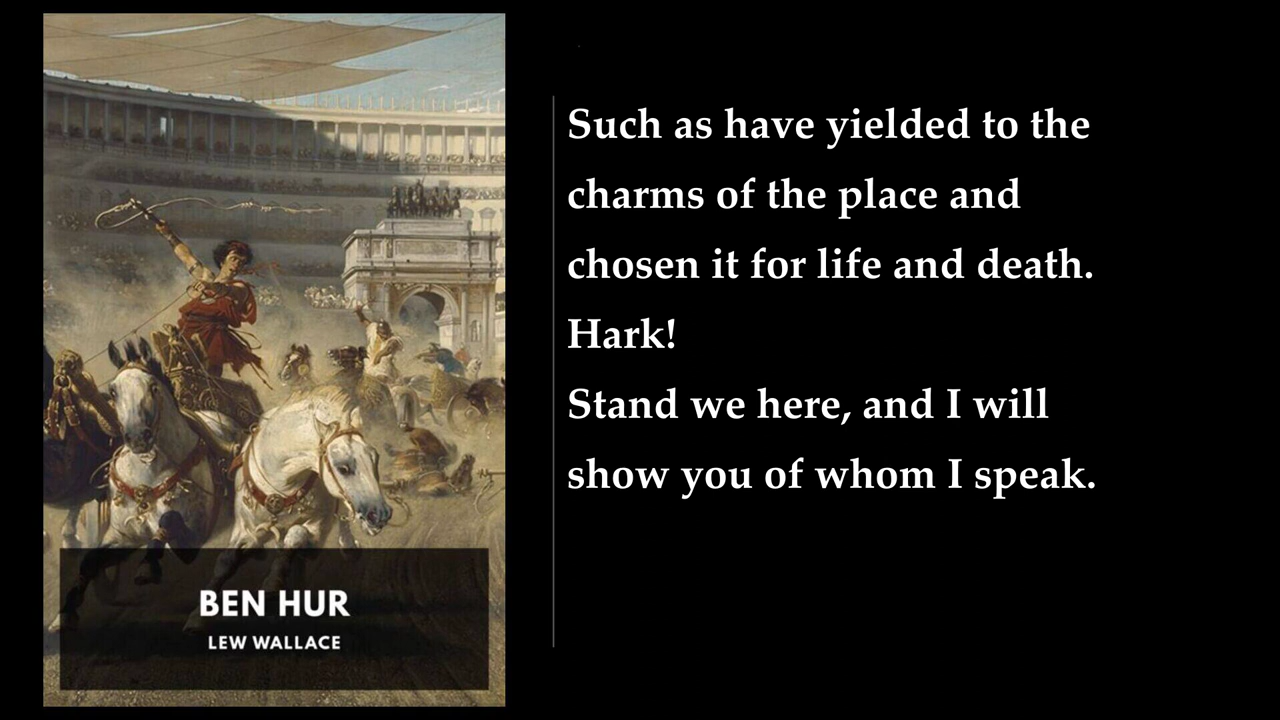 Such as have yielded to the
charms of the place and
chosen it for life and death.
Hark!
Stand we here, and I will
show you of whom I speak.
BEN HUR
LEW WALLACE